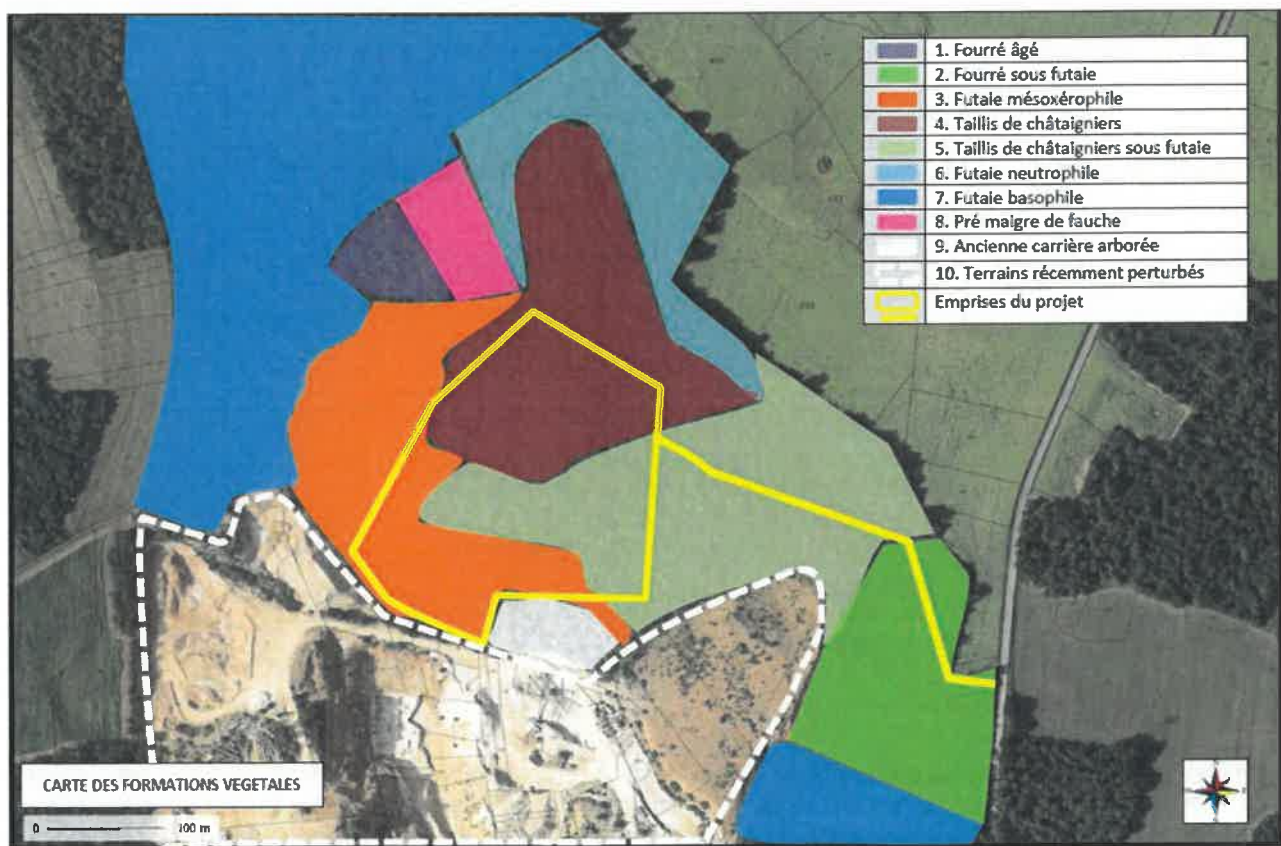 1. Fourré âgé
2. Fourré sous futaie
3. Futaie mésoxérophile
4. Taillis de châtaigniers
5. Taillis de châtaigniers sous futaie
6. Futaie neutrophile
7. Futaie basophile
8. Pré maigre de fauche
9. Ancienne carrière arborée
10. Terrains récemment perturbés
Emprises du projet
CARTE DES FORMATIONS VEGETALES
0 100 m